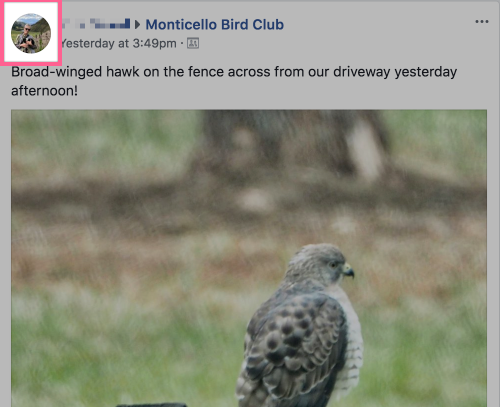 Monticello Bird Club
Yesterday at 3:49pm ·
Broad-winged hawk on the fence across from our driveway yesterday
afternoon!